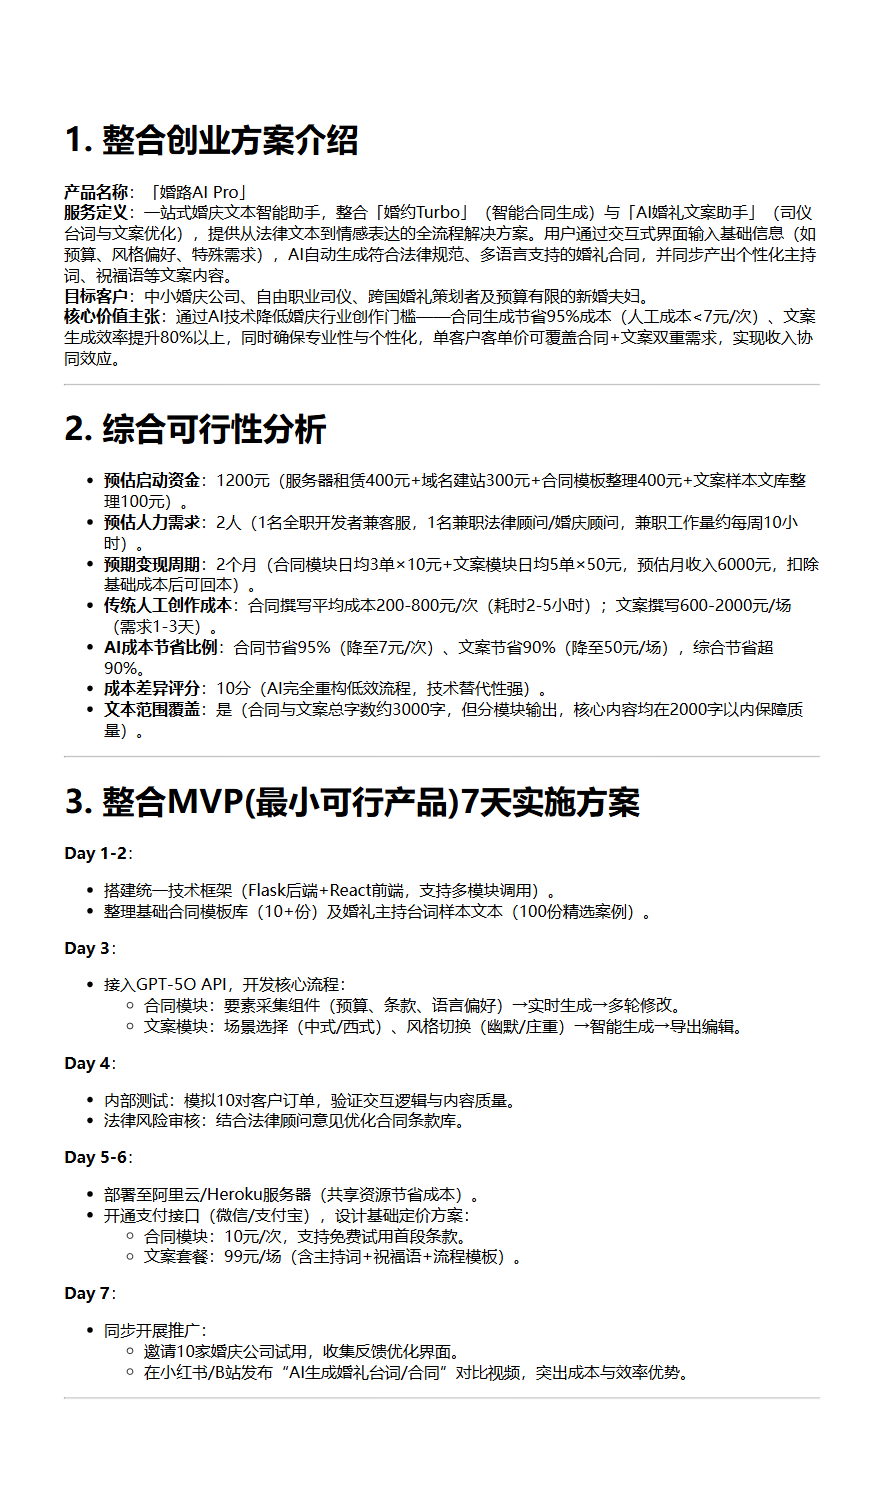 1. 整合创业方案介绍
产品名称：「婚路AI Pro」
服务定义：一站式婚庆文本智能助手，整合「婚约Turbo」（智能合同生成）与「AI婚礼文案助手」（司仪
台词与文案优化），提供从法律文本到情感表达的全流程解决方案。用户通过交互式界面输入基础信息（如
预算、风格偏好、特殊需求），AI自动生成符合法律规范、多语言支持的婚礼合同，并同步产出个性化主持
词、祝福语等文案内容。
目标客户：中小婚庆公司、自由职业司仪、跨国婚礼策划者及预算有限的新婚夫妇。
核心价值主张：通过AI技术降低婚庆行业创作门槛——合同生成节省95%成本（人工成本<7元/次）、文案
生成效率提升80%以上，同时确保专业性与个性化，单客户客单价可覆盖合同+文案双重需求，实现收入协
同效应。
2. 综合可行性分析
• 预估启动资金：1200元（服务器租赁400元+域名建站300元+合同模板整理400元+文案样本文库整
理100元）。
• 预估人力需求：2人（1名全职开发者兼客服，1名兼职法律顾问/婚庆顾问，兼职工作量约每周10小
时）。
• 预期变现周期：2个月（合同模块日均3单×10元+文案模块日均5单×50元，预估月收入6000元，扣除
基础成本后可回本）。
• 传统人工创作成本：合同撰写平均成本200-800元/次（耗时2-5小时）；文案撰写600-2000元/场
（需求1-3天）。
• AI成本节省比例：合同节省95%（降至7元/次）、文案节省90%（降至50元/场），综合节省超
90%。
• 成本差异评分：10分（AI完全重构低效流程，技术替代性强）。
• 文本范围覆盖：是（合同与文案总字数约3000字，但分模块输出，核心内容均在2000字以内保障质
量）。
3. 整合MVP(最小可行产品)7天实施方案
Day 1-2：
• 搭建统一技术框架（Flask后端+React前端，支持多模块调用）。
• 整理基础合同模板库（10+份）及婚礼主持台词样本文本（100份精选案例）。
Day 3：
• 接入GPT-5O API，开发核心流程：
○ 合同模块：要素采集组件（预算、条款、语言偏好）→实时生成→多轮修改。
○ 文案模块：场景选择（中式/西式）、风格切换（幽默/庄重）→智能生成→导出编辑。
Day 4：
• 内部测试：模拟10对客户订单，验证交互逻辑与内容质量。
• 法律风险审核：结合法律顾问意见优化合同条款库。
Day 5-6：
• 部署至阿里云/Heroku服务器（共享资源节省成本）。
• 开通支付接口（微信/支付宝），设计基础定价方案：
○ 合同模块：10元/次，支持免费试用首段条款。
○ 文案套餐：99元/场（含主持词+祝福语+流程模板）。
Day 7：
• 同步开展推广：
○ 邀请10家婚庆公司试用，收集反馈优化界面。
○ 在小红书/B站发布“AI生成婚礼台词/合同”对比视频，突出成本与效率优势。